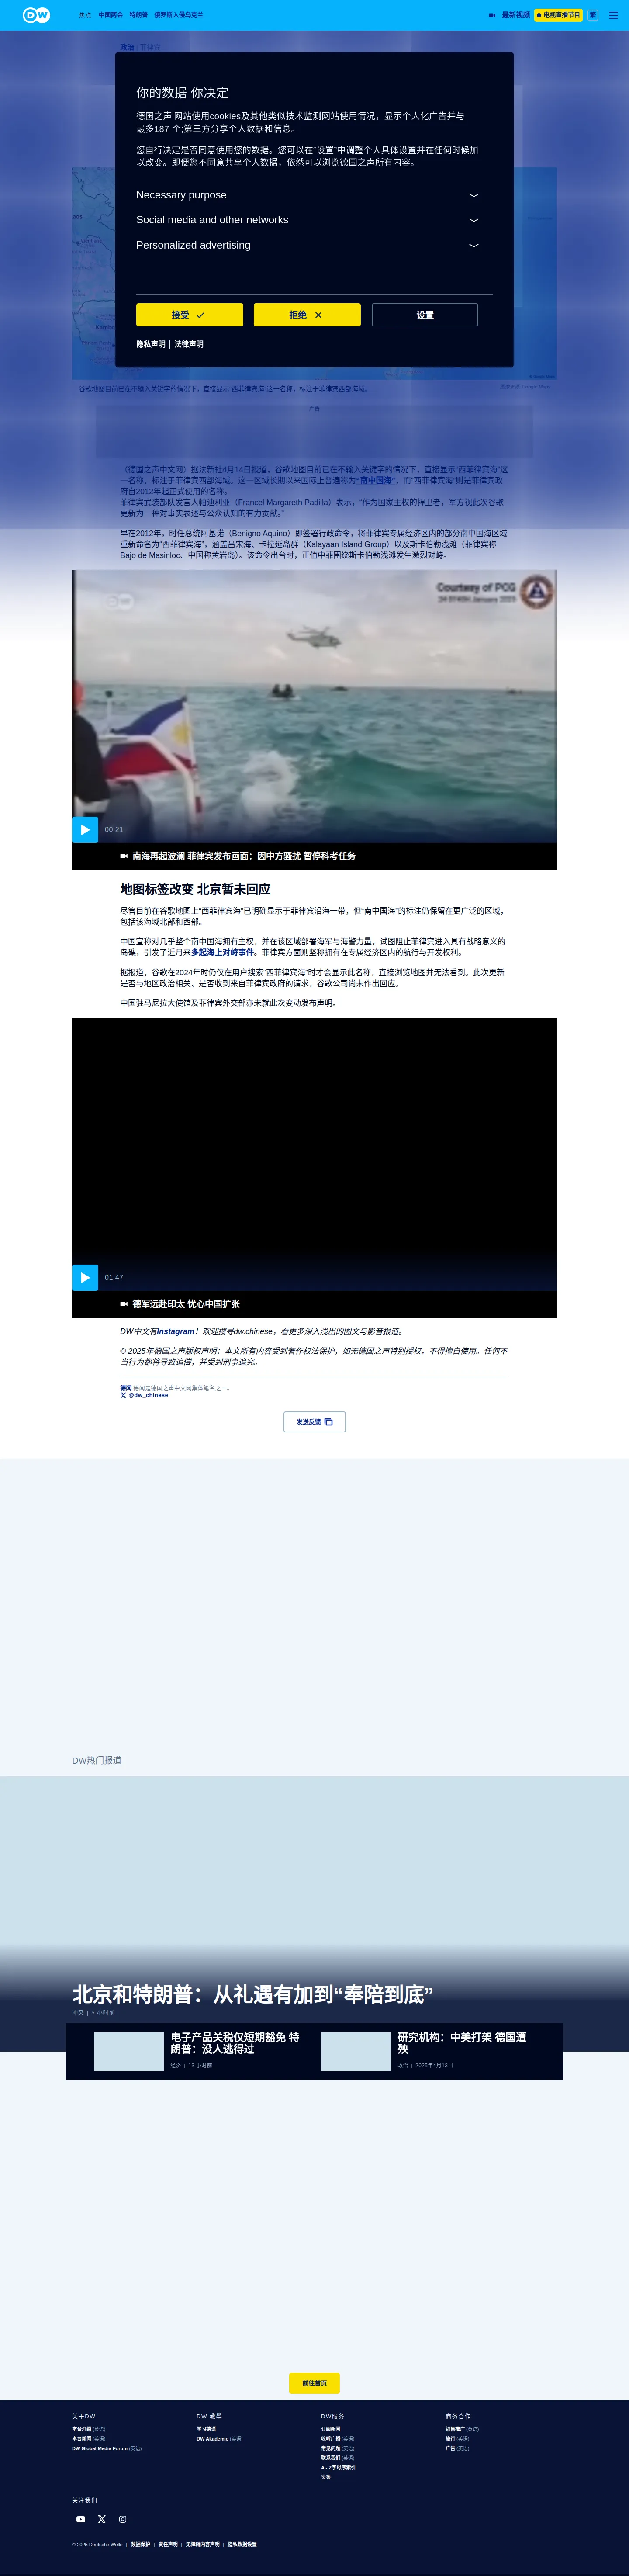 DW
焦点 中国两会 特朗普 俄罗斯入侵乌克兰
最新视频 电视直播节目 繁
政治 | 菲律宾
你的数据 你决定
德国之声'网站使用cookies及其他类似技术监测网站使用情况，显示个人化广告并与
最多187 个;第三方分享个人数据和信息。
您自行决定是否同意使用您的数据。您可以在“设置”中调整个人具体设置并在任何时候加
以改变。即便您不同意共享个人数据，依然可以浏览德国之声所有内容。
Necessary purpose
Social media and other networks
Personalized advertising
接受
拒绝
设置
隐私声明 | 法律声明
谷歌地图目前已在不输入关键字的情况下，直接显示“西菲律宾海”这一名称，标注于菲律宾西部海域。
图像来源: Google Maps
广告
（德国之声中文网）据法新社4月14日报道，谷歌地图目前已在不输入关键字的情况下，直接显示“西菲律宾海”这
一名称，标注于菲律宾西部海域。这一区域长期以来国际上普遍称为“南中国海”，而“西菲律宾海”则是菲律宾政
府自2012年起正式使用的名称。
菲律宾武装部队发言人帕迪利亚（Francel Margareth Padilla）表示，“作为国家主权的捍卫者，军方视此次谷歌
更新为一种对事实表述与公众认知的有力贡献。”
早在2012年，时任总统阿基诺（Benigno Aquino）即签署行政命令，将菲律宾专属经济区内的部分南中国海区域
重新命名为“西菲律宾海”，涵盖吕宋海、卡拉延岛群（Kalayaan Island Group）以及斯卡伯勒浅滩（菲律宾称
Bajo de Masinloc、中国称黄岩岛）。该命令出台时，正值中菲围绕斯卡伯勒浅滩发生激烈对峙。
Courtesy of PCG
00:21
南海再起波澜 菲律宾发布画面：因中方骚扰 暂停科考任务
地图标签改变 北京暂未回应
尽管目前在谷歌地图上“西菲律宾海”已明确显示于菲律宾沿海一带，但“南中国海”的标注仍保留在更广泛的区域，
包括该海域北部和西部。
中国宣称对几乎整个南中国海拥有主权，并在该区域部署海军与海警力量，试图阻止菲律宾进入具有战略意义的
岛礁，引发了近月来多起海上对峙事件。菲律宾方面则坚称拥有在专属经济区内的航行与开发权利。
据报道，谷歌在2024年时仍仅在用户搜索“西菲律宾海”时才会显示此名称，直接浏览地图并无法看到。此次更新
是否与地区政治相关、是否收到来自菲律宾政府的请求，谷歌公司尚未作出回应。
中国驻马尼拉大使馆及菲律宾外交部亦未就此次变动发布声明。
01:47
德军远赴印太 忧心中国扩张
DW中文有Instagram！欢迎搜寻dw.chinese，看更多深入浅出的图文与影音报道。
© 2025年德国之声版权声明：本文所有内容受到著作权法保护，如无德国之声特别授权，不得擅自使用。任何不
当行为都将导致追偿，并受到刑事追究。
德闻 德闻是德国之声中文网集体笔名之一。
@dw_chinese
发送反馈
DW热门报道
北京和特朗普：从礼遇有加到“奉陪到底”
冲突 | 5 小时前
电子产品关税仅短期豁免 特
朗普：没人逃得过
经济 | 13 小时前
研究机构：中美打架 德国遭
殃
政治 | 2025年4月13日
前往首页
关于DW
本台介绍 (英语)
本台新闻 (英语)
DW Global Media Forum (英语)
DW 教学
学习德语
DW Akademie (英语)
DW服务
订阅新闻
收听广播 (英语)
常见问题 (英语)
联系我们 (英语)
A - Z字母序索引
头条
商务合作
销售推广 (英语)
旅行 (英语)
广告 (英语)
关注我们
© 2025 Deutsche Welle | 数据保护 | 责任声明 | 无障碍内容声明 | 隐私数据设置